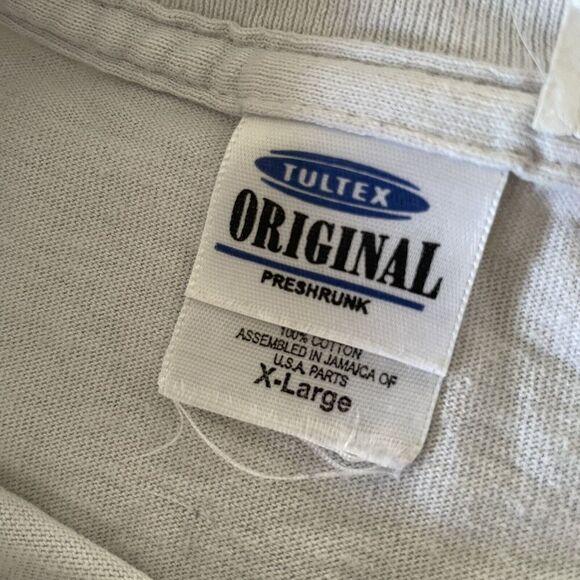 TULTEX
ORIGINAL
PRESHRUNK
100% COTTON
ASSEMBLED IN JAMAICA OF
U.S.A. PARTS
X-Large